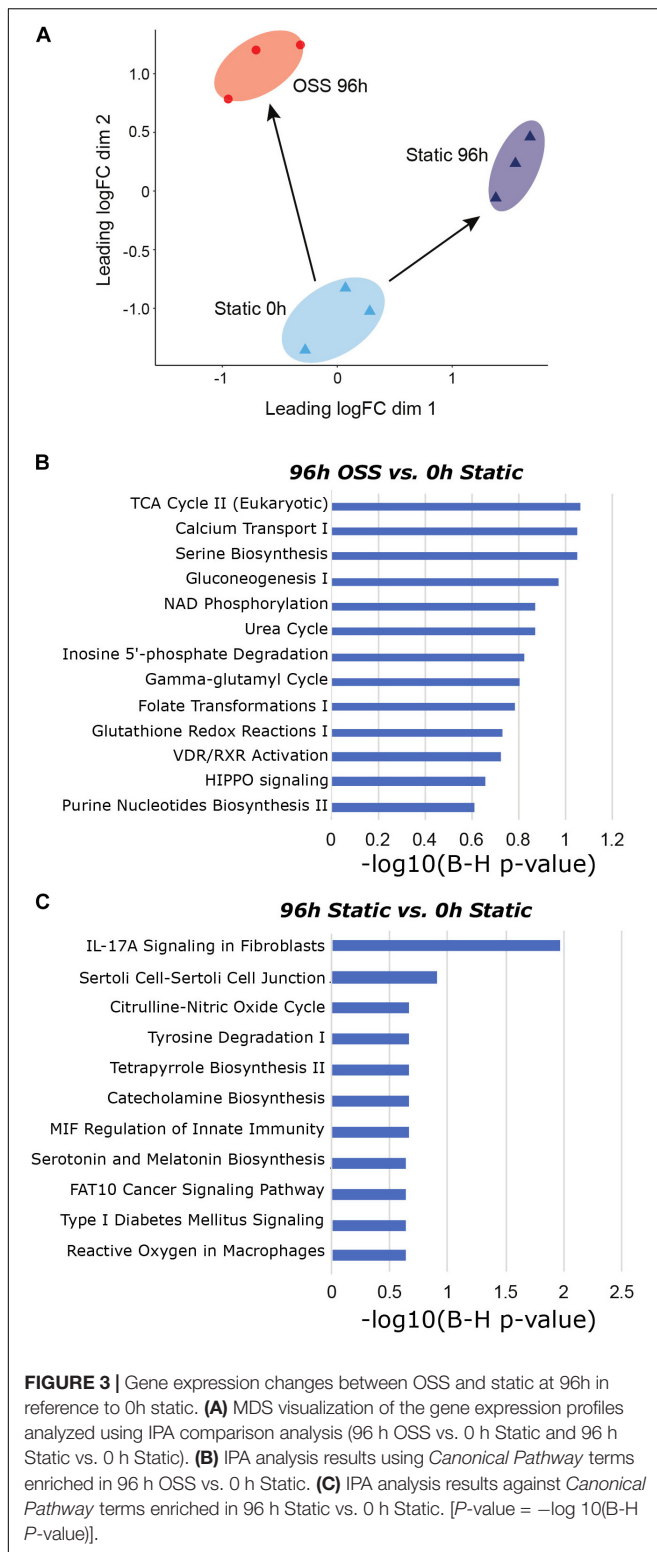 A
1.0
0.5
0
-0.5
-1.0
Leading logFC dim 2
OSS 96h
Static 96h
Static 0h
-1
0
1
Leading logFC dim 1
B
96h OSS vs. 0h Static
TCA Cycle II (Eukaryotic)
Calcium Transport I
Serine Biosynthesis
Gluconeogenesis I
NAD Phosphorylation
Urea Cycle
Inosine 5'-phosphate Degradation
Gamma-glutamyl Cycle
Folate Transformations I
Glutathione Redox Reactions I
VDR/RXR Activation
HIPPO signaling
Purine Nucleotides Biosynthesis II
0 0.2 0.4 0.6 0.8 1 1.2
-log10(B-H p-value)
C
96h Static vs. 0h Static
IL-17A Signaling in Fibroblasts
Sertoli Cell-Sertoli Cell Junction
Citrulline-Nitric Oxide Cycle
Tyrosine Degradation I
Tetrapyrrole Biosynthesis II
Catecholamine Biosynthesis
MIF Regulation of Innate Immunity
Serotonin and Melatonin Biosynthesis
FAT10 Cancer Signaling Pathway
Type I Diabetes Mellitus Signaling
Reactive Oxygen in Macrophages
0 0.5 1 1.5 2 2.5
-log10(B-H p-value)
FIGURE 3 | Gene expression changes between OSS and static at 96h in
reference to 0h static. (A) MDS visualization of the gene expression profiles
analyzed using IPA comparison analysis (96 h OSS vs. 0 h Static and 96 h
Static vs. 0 h Static). (B) IPA analysis results using Canonical Pathway terms
enriched in 96 h OSS vs. 0 h Static. (C) IPA analysis results against Canonical
Pathway terms enriched in 96 h Static vs. 0 h Static. [P-value = −log 10(B-H
P-value)].